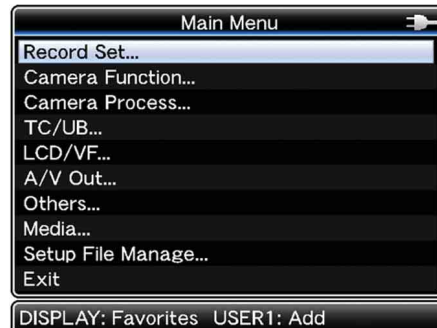 Main Menu
Record Set...
Camera Function...
Camera Process...
TC/UB...
LCD/VF...
A/V Out...
Others...
Media...
Setup File Manage...
Exit
DISPLAY: Favorites USER1: Add